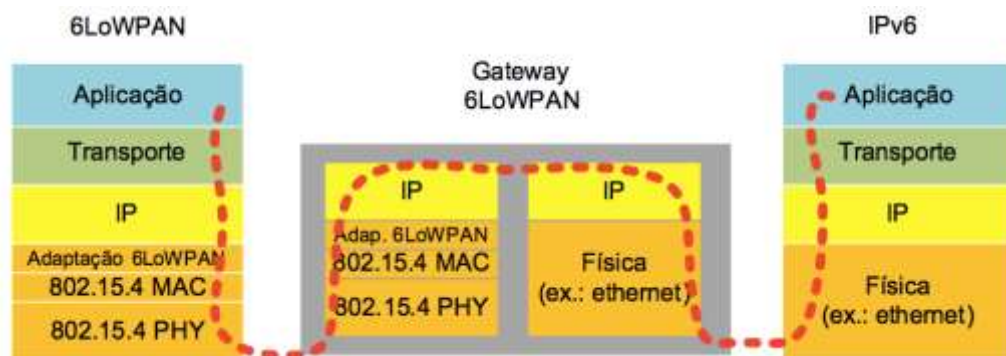 6LoWPAN
Aplicação
Transporte
IP
Adaptação 6LoWPAN
802.15.4 MAC
802.15.4 PHY
Gateway
6LoWPAN
IP
Adap. 6LoWPAN
802.15.4 MAC
802.15.4 PHY
IP
Física
(ex.: ethernet)
IPv6
Aplicação
Transporte
IP
Física
(ex.: ethernet)